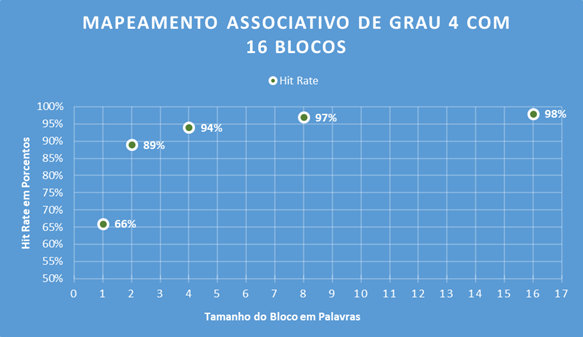 MAPEAMENTO ASSOCIATIVO DE GRAU 4 COM
16 BLOCOS
Hit Rate
100%
95%
90%
85%
80%
75%
70%
65%
60%
55%
50%
Hit Rate em Porcentos
66%
89%
94%
97%
98%
0 1 2 3 4 5 6 7 8 9 10 11 12 13 14 15 16 17
Tamanho do Bloco em Palavras